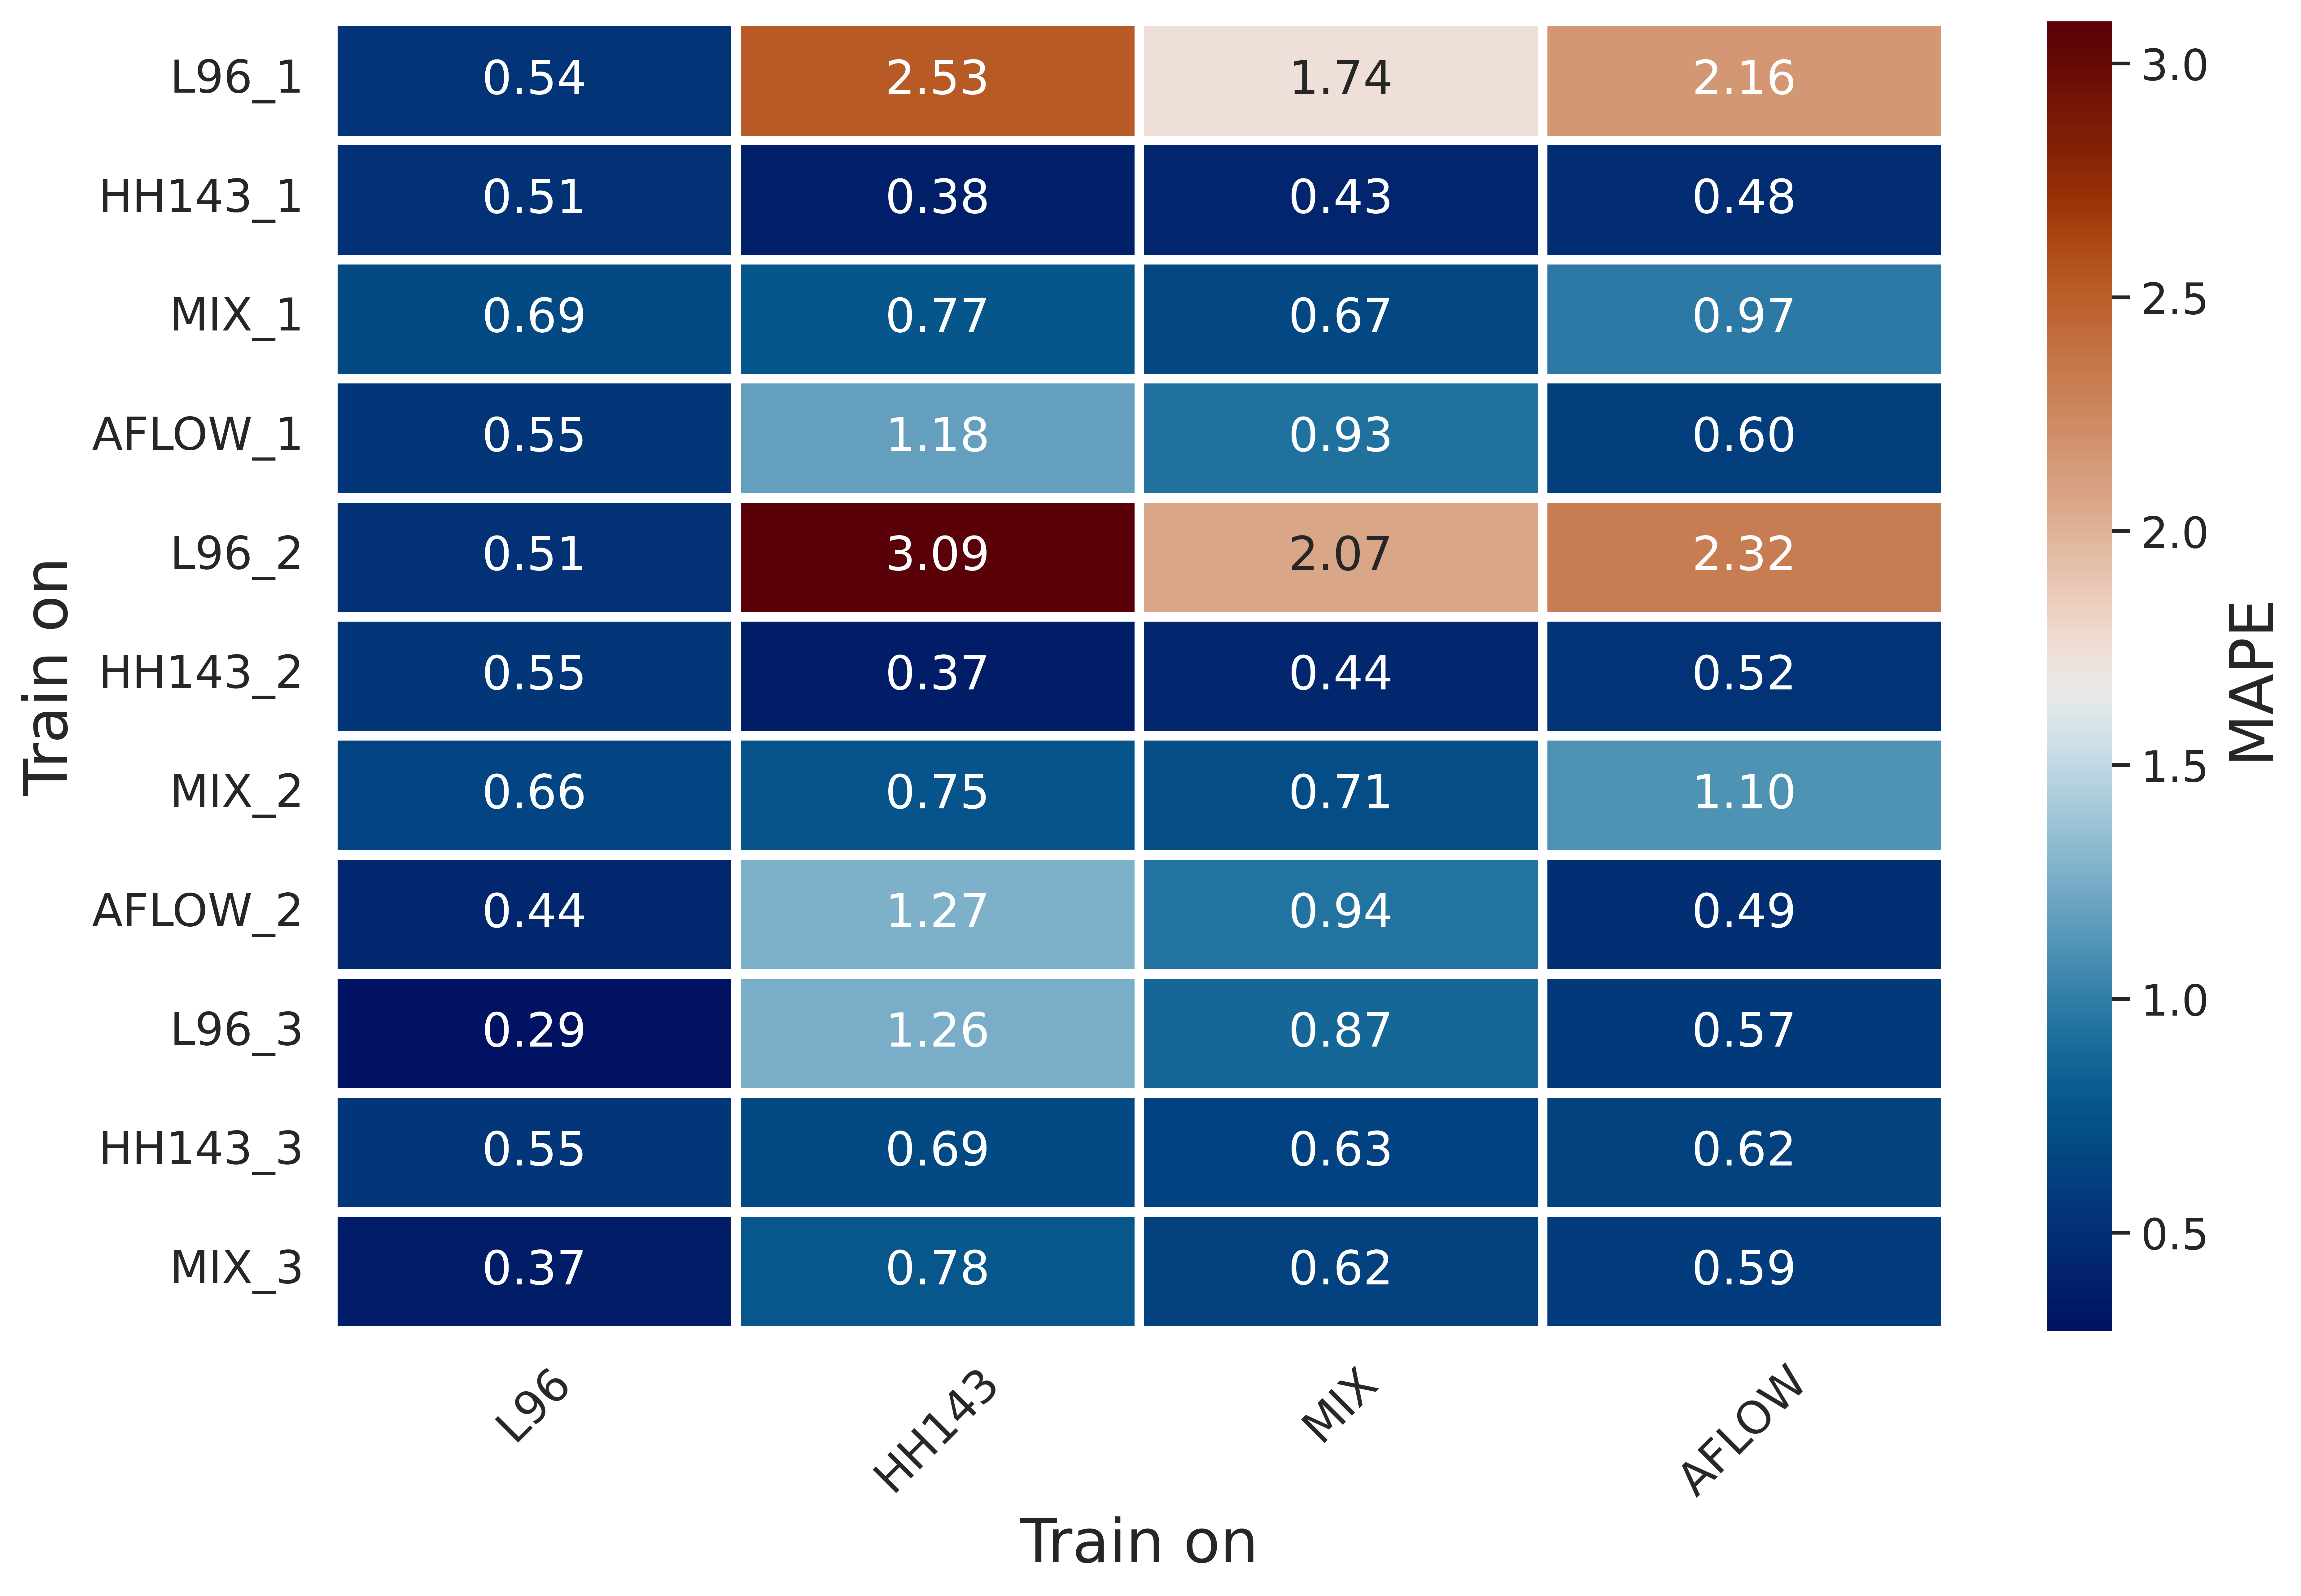 L96_1 0.54 2.53 1.74 2.16
HH143_1 0.51 0.38 0.43 0.48
MIX_1 0.69 0.77 0.67 0.97
AFLOW_1 0.55 1.18 0.93 0.60
L96_2 0.51 3.09 2.07 2.32
HH143_2 0.55 0.37 0.44 0.52
MIX_2 0.66 0.75 0.71 1.10
AFLOW_2 0.44 1.27 0.94 0.49
L96_3 0.29 1.26 0.87 0.57
HH143_3 0.55 0.69 0.63 0.62
MIX_3 0.37 0.78 0.62 0.59
L96 HH143 MIX AFLOW
Train on
Train on
3.0
2.5
2.0
1.5
1.0
0.5
MAPE